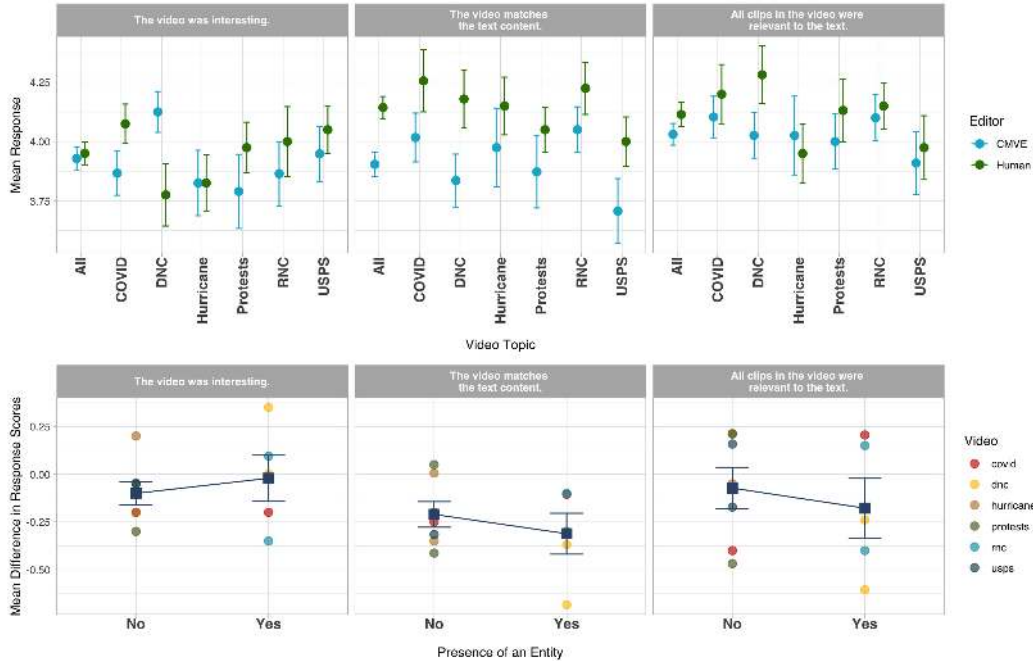 The video was interesting.
The video matches
the text content.
All clips in the video were
relevant to the text.
Mean Response
4.25
4.00
3.75
Editor
CMVE
Human
All
COVID
DNC
Hurricane
Protests
RNC
USPS
All
COVID
DNC
Hurricane
Protests
RNC
USPS
All
COVID
DNC
Hurricane
Protests
RNC
USPS
Video Topic
The video was interesting.
The video matches
the text content.
All clips in the video were
relevant to the text.
Mean Difference in Response Scores
0.25
0.00
-0.25
-0.50
Video
covid
dnc
hurricane
protests
rnc
usps
No
Yes
No
Yes
No
Yes
Presence of an Entity